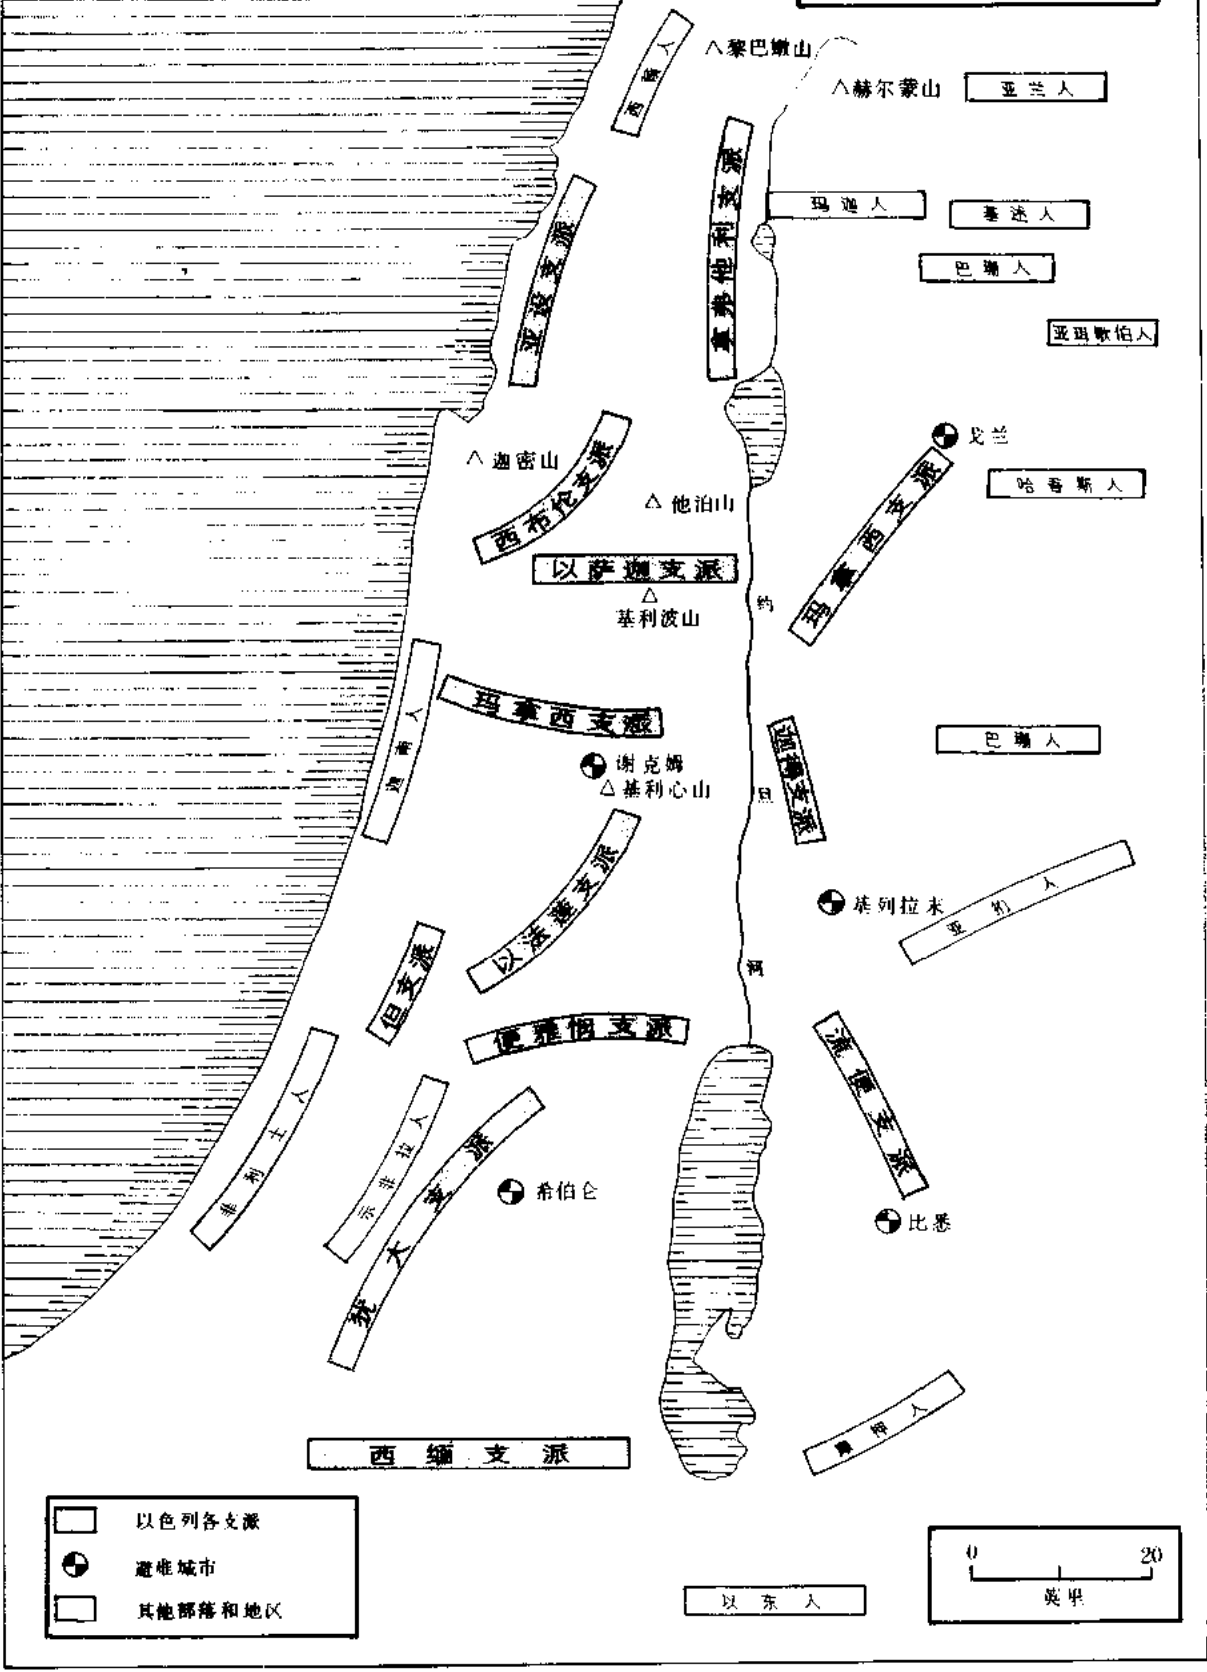 西顿人
黎巴嫩山
赫尔蒙山
亚兰人
拿弗他利支派
玛迦人
基述人
亚设支派
巴珊人
亚珥歌伯人
戈兰
迦密山
西布伦支派
他泊山
哈吾斯人
玛拿西支派
以萨迦支派
基利波山
约旦河
迦南人
玛拿西支派
迦得支派
巴珊人
谢克姆
基利心山
以法莲支派
基列拉末
亚扪人
但支派
便雅悯支派
流便支派
菲利士人
示菲拉人
犹大支派
希伯仑
比悉
摩押人
西缅支派
以色列各支派
避难城市
其他部落和地区
0 20
英里
以东人